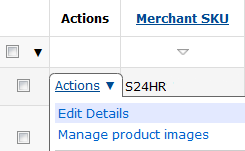 Actions Merchant SKU
Actions ▼ S24HR
Edit Details
Manage product images